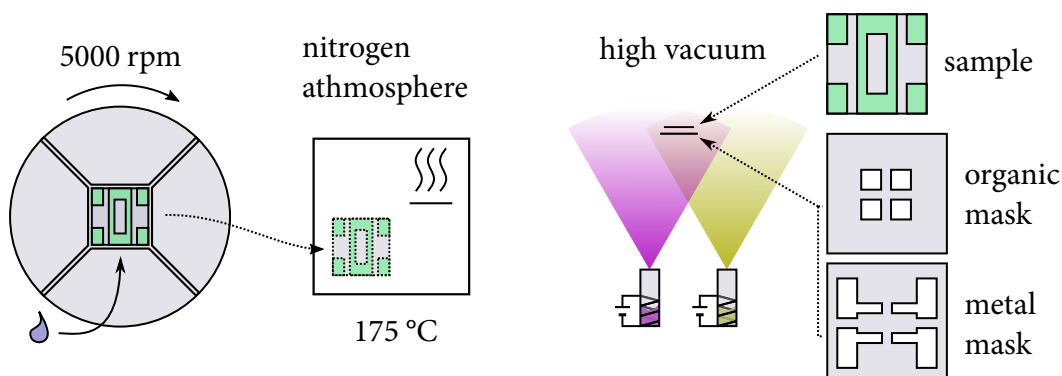 5000 rpm
nitrogen
athmosphere
175 °C
high vacuum
sample
organic
mask
metal
mask